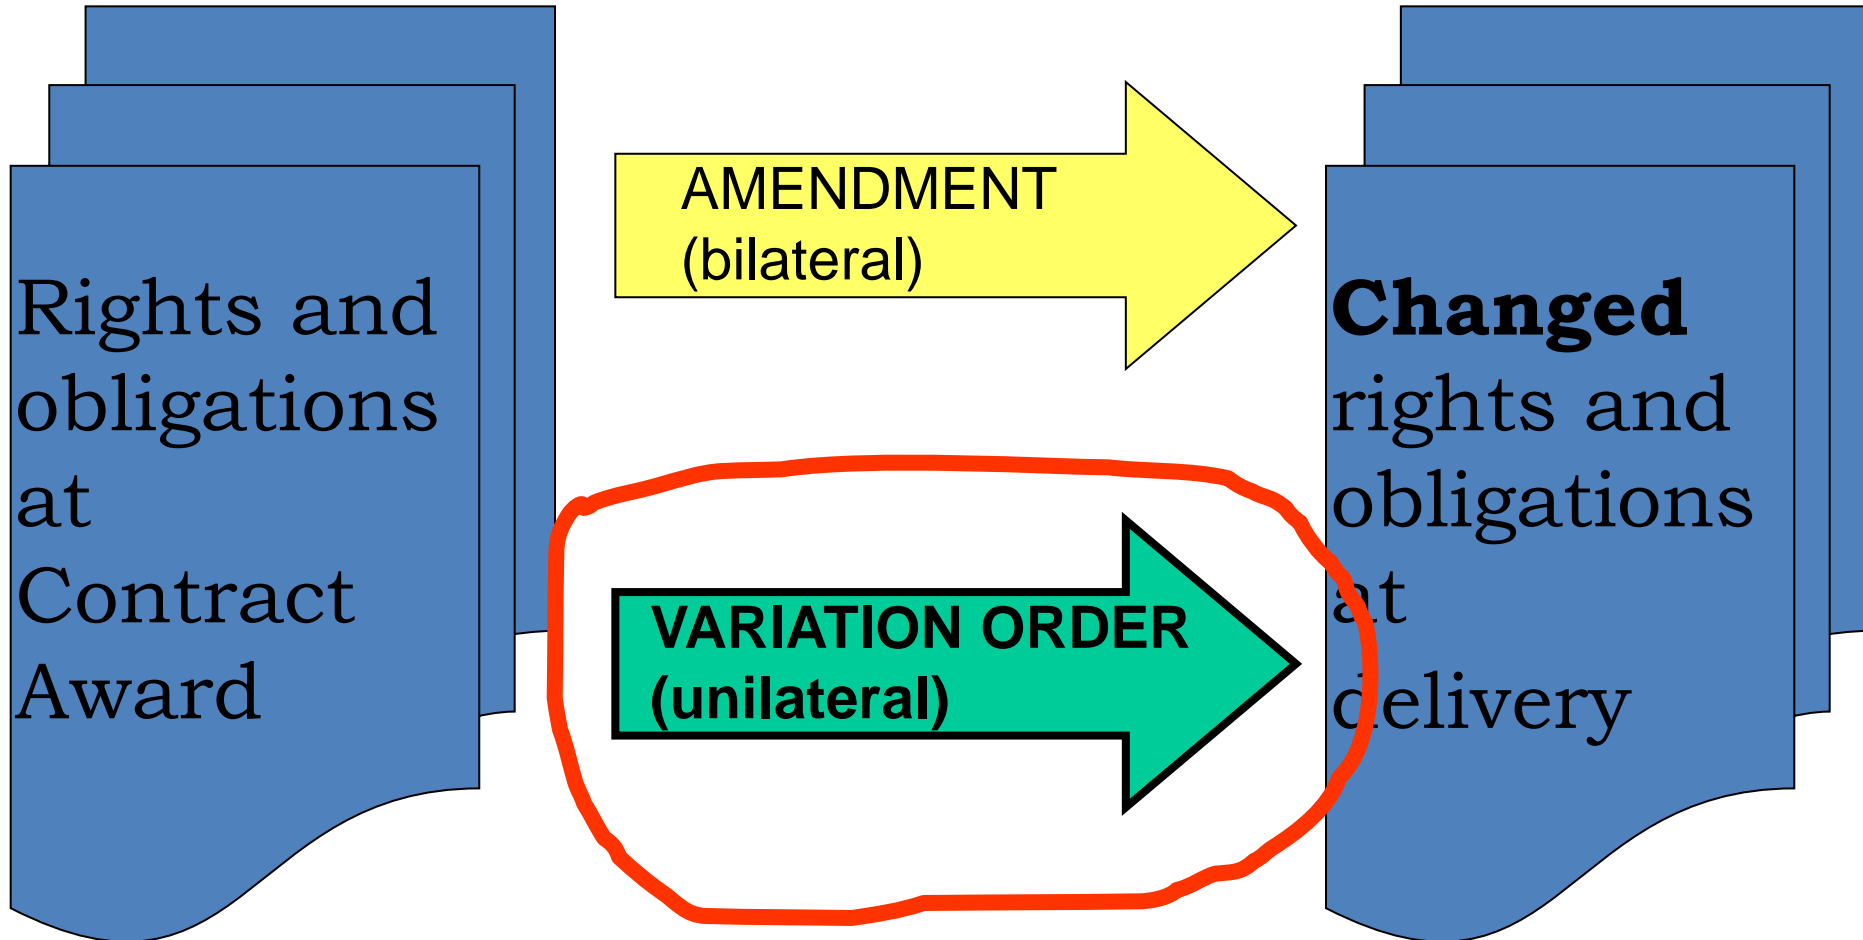 Rights and
obligations
at
Contract
Award
AMENDMENT
(bilateral)
VARIATION ORDER
(unilateral)
Changed
rights and
obligations
at
delivery